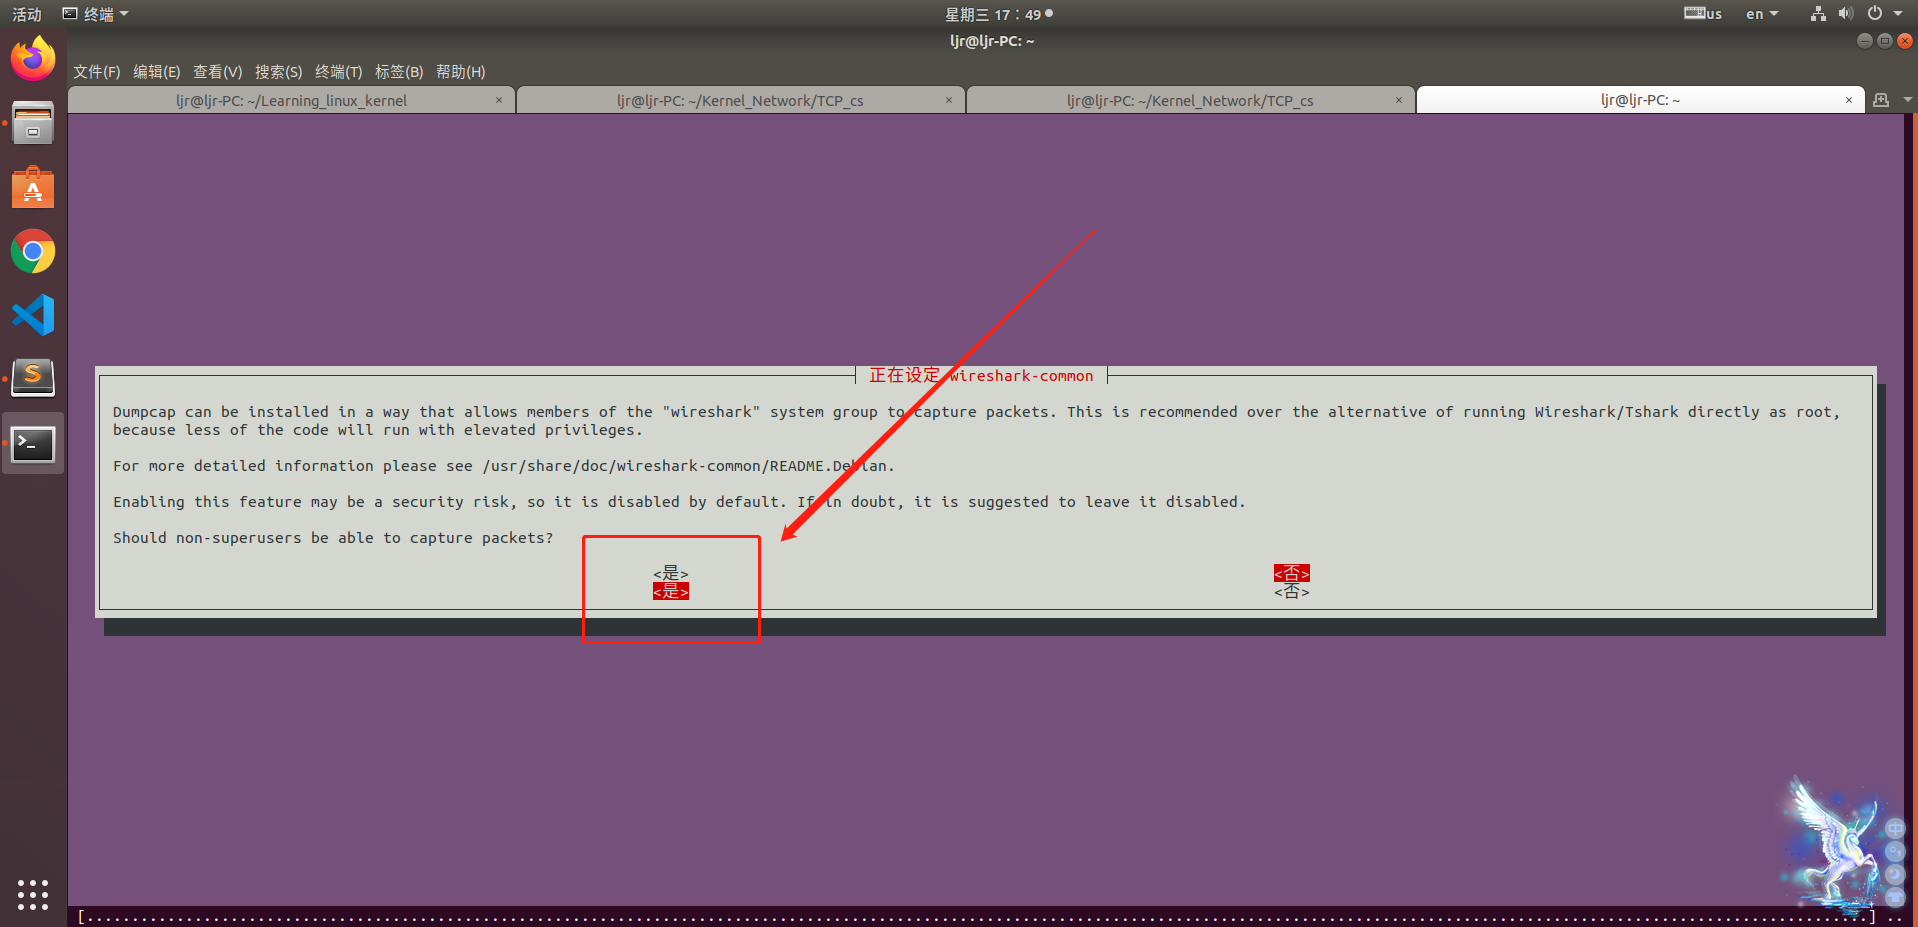 活动 终端 星期三 17：49 us en
ljr@ljr-PC: ~
文件(F) 编辑(E) 查看(V) 搜索(S) 终端(T) 标签(B) 帮助(H)
ljr@ljr-PC: ~/Learning_linux_kernel × ljr@ljr-PC: ~/Kernel_Network/TCP_cs × ljr@ljr-PC: ~/Kernel_Network/TCP_cs × ljr@ljr-PC: ~ ×
正在设定 wireshark-common
Dumpcap can be installed in a way that allows members of the "wireshark" system group to capture packets. This is recommended over the alternative of running Wireshark/Tshark directly as root,
because less of the code will run with elevated privileges.
For more detailed information please see /usr/share/doc/wireshark-common/README.Debian.
Enabling this feature may be a security risk, so it is disabled by default. If in doubt, it is suggested to leave it disabled.
Should non-superusers be able to capture packets?
<是> <否>
<是> <否>
中